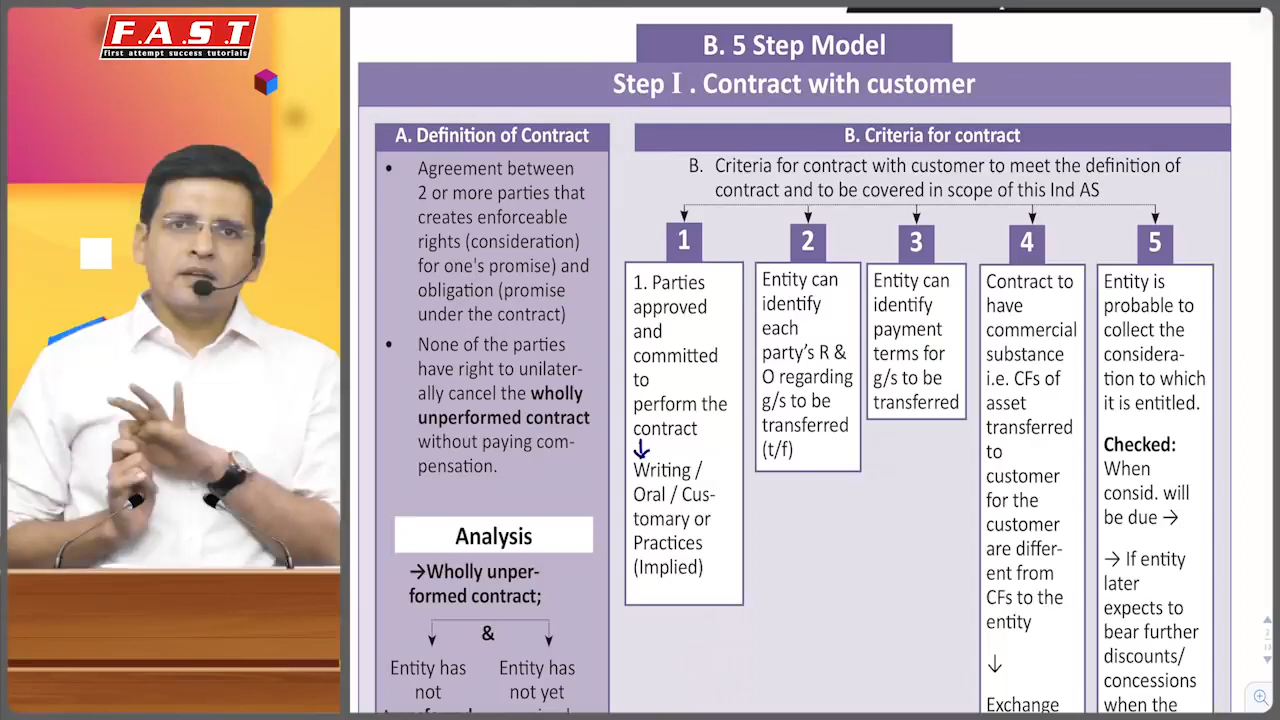 F.A.S.T
first attempt success tutorials
B. 5 Step Model
Step I . Contract with customer
A. Definition of Contract
• Agreement between
2 or more parties that
creates enforceable
rights (consideration)
for one's promise) and
obligation (promise
under the contract)
• None of the parties
have right to unilater-
ally cancel the wholly
unperformed contract
without paying com-
pensation.
Analysis
→Wholly unper-
formed contract;
&
Entity has
not
Entity has
not yet
B. Criteria for contract
B. Criteria for contract with customer to meet the definition of
contract and to be covered in scope of this Ind AS
1
1. Parties
approved
and
committed
to
perform the
contract
↓
Writing /
Oral / Cus-
tomary or
Practices
(Implied)
2
Entity can
identify
each
party's R &
O regarding
g/s to be
transferred
(t/f)
3
Entity can
identify
payment
terms for
g/s to be
transferred
4
Contract to
have
commercial
substance
i.e. CFs of
asset
transferred
to
customer
for the
customer
are differ-
ent from
CFs to the
entity
↓
Exchange
5
Entity is
probable to
collect the
considera-
tion to which
it is entitled.
Checked:
When
consid. will
be due →
→ If entity
later
expects to
bear further
discounts/
concessions
when the